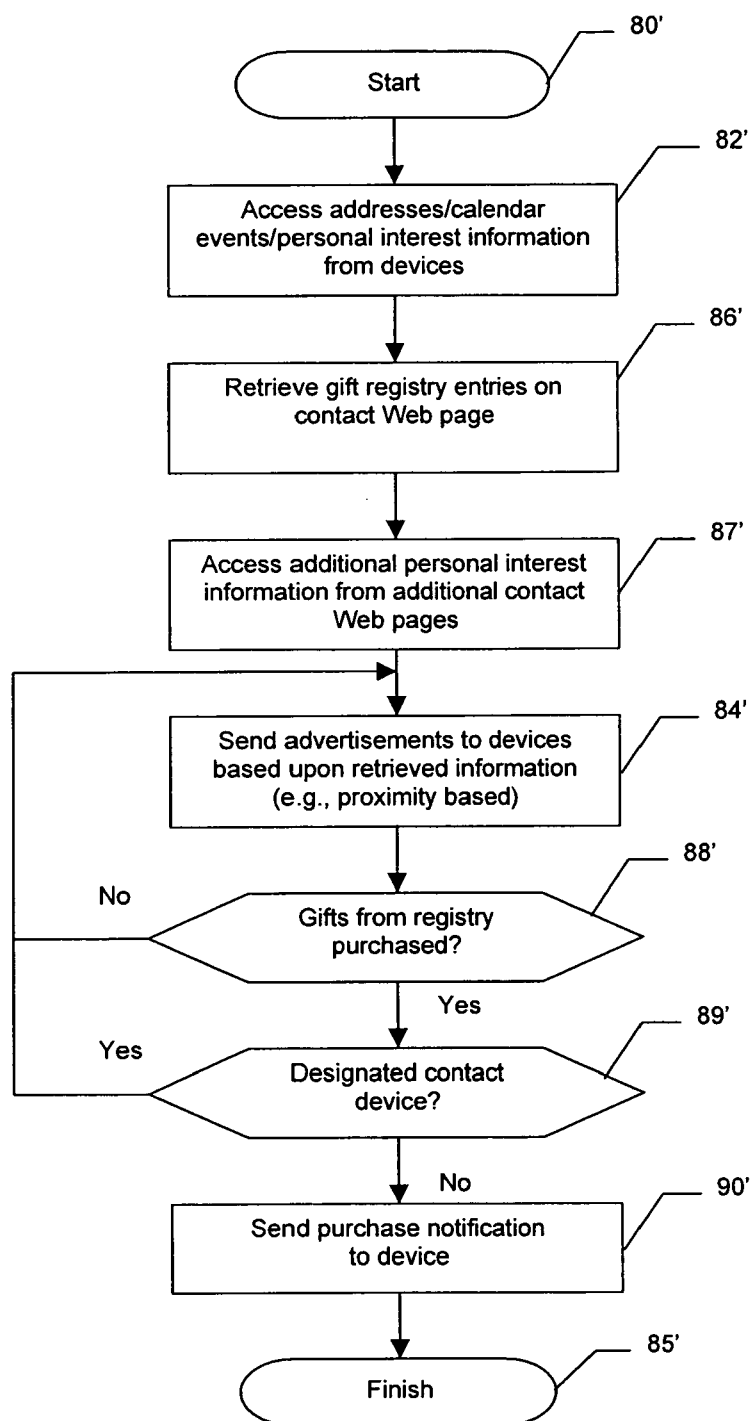 80’
Start
82’
Access addresses/calendar
events/personal interest information
from devices
86’
Retrieve gift registry entries on
contact Web page
87’
Access additional personal interest
information from additional contact
Web pages
84’
Send advertisements to devices
based upon retrieved information
(e.g., proximity based)
88’
No
Gifts from registry
purchased?
Yes
89’
Yes
Designated contact
device?
No
90’
Send purchase notification
to device
85’
Finish